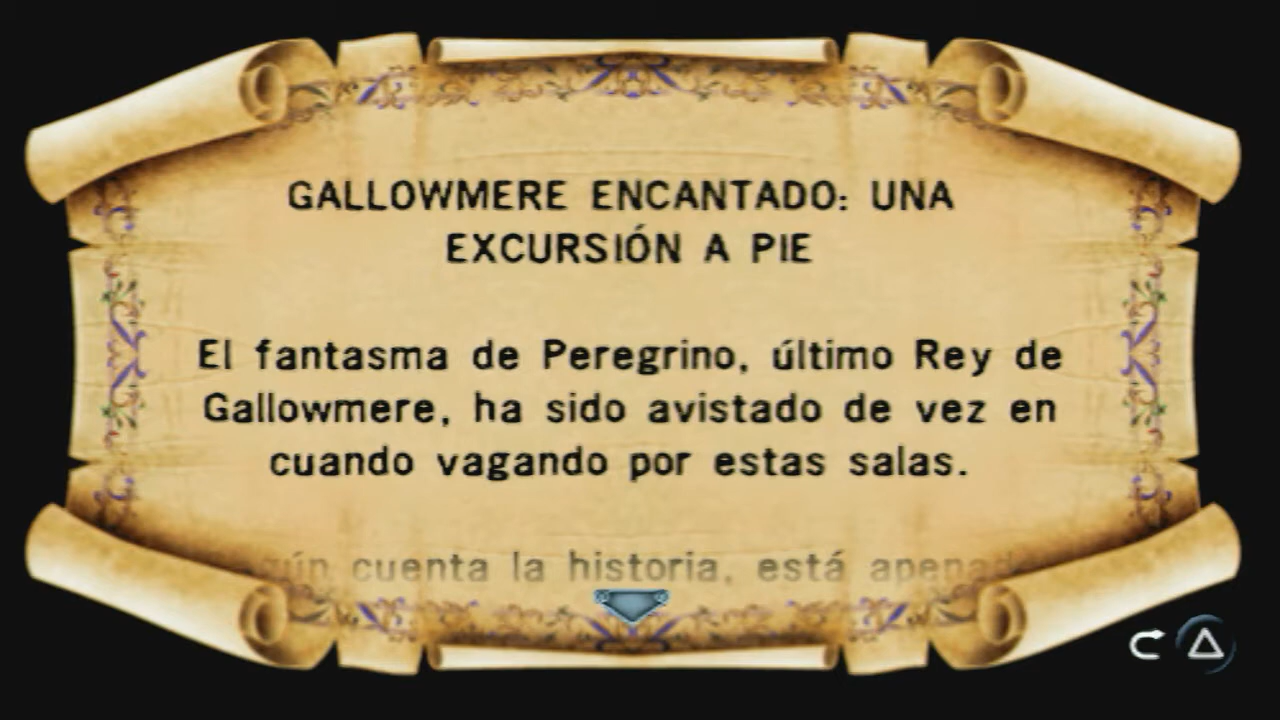 GALLOWMERE ENCANTADO: UNA
EXCURSIÓN A PIE
El fantasma de Peregrino, último Rey de
Gallowmere, ha sido avistado de vez en
cuando vagando por estas salas.
cuenta la historia, está